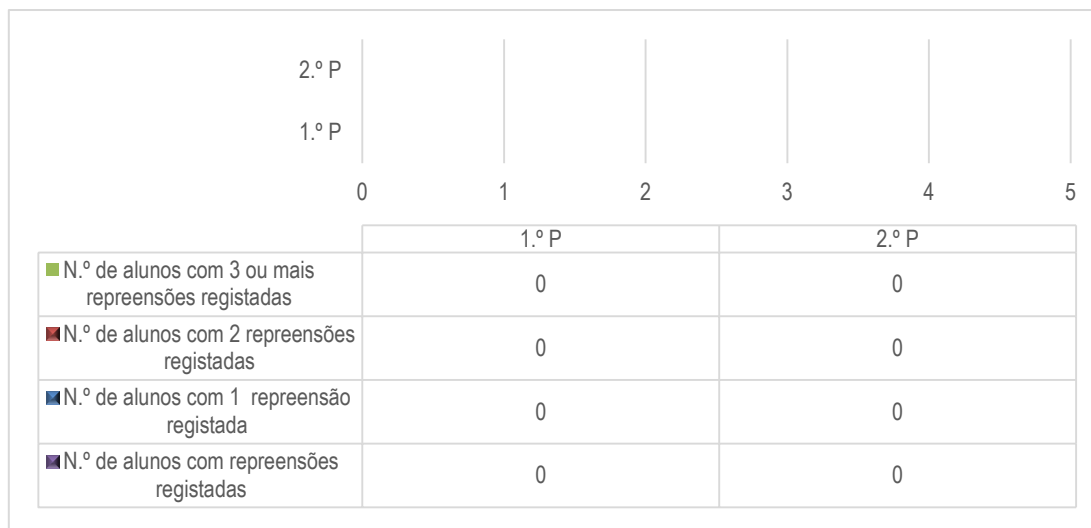 2.º P
1.º P
0 1 2 3 4 5
1.º P 2.º P
N.º de alunos com 3 ou mais
repreensões registadas 0 0
N.º de alunos com 2 repreensões
registadas 0 0
N.º de alunos com 1 repreensão
registada 0 0
N.º de alunos com repreensões
registadas 0 0